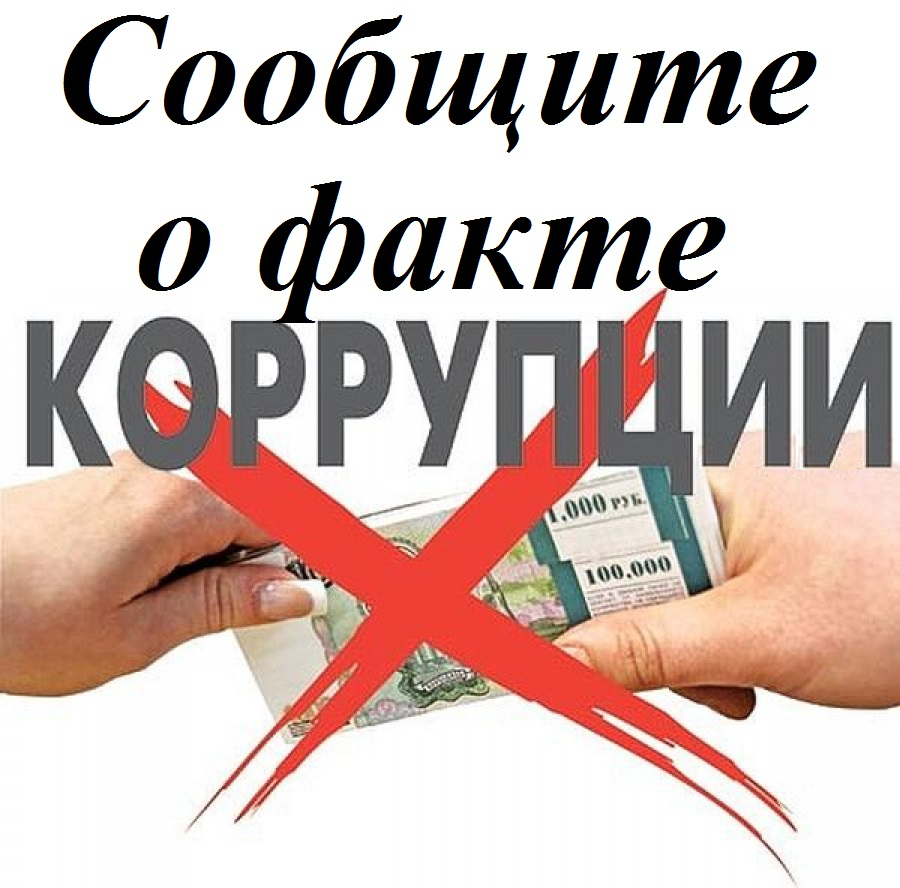 Сообщите
о факте
КОРРУПЦИИ
1.000 РУБ.
100.000